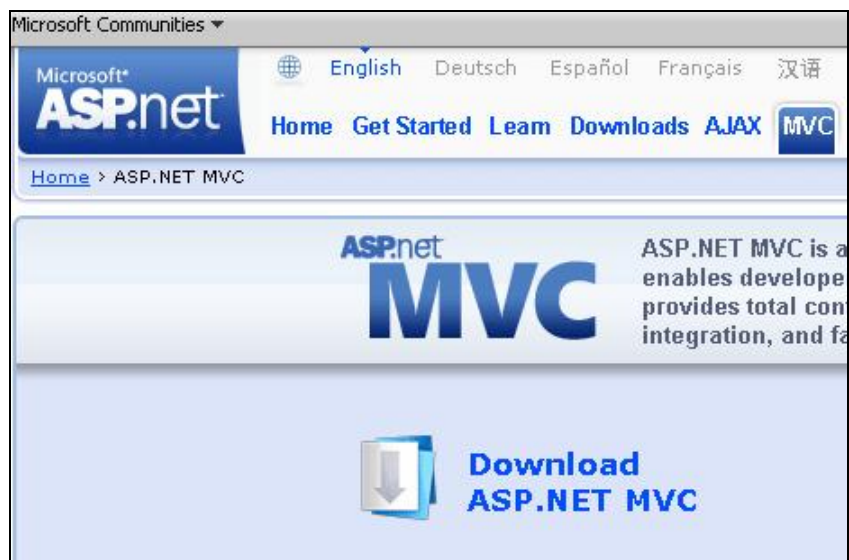 Microsoft Communities
English Deutsch Español Français 汉语
Microsoft®
ASP.net
Home Get Started Learn Downloads AJAX MVC
Home > ASP.NET MVC
ASP.net
MVC
ASP.NET MVC is a
enables develope
provides total con
integration, and fa
Download
ASP.NET MVC